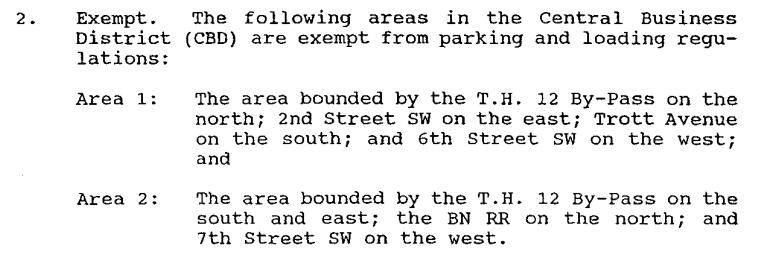 2. Exempt. The following areas in the Central Business
District (CBD) are exempt from parking and loading regu-
lations:
Area 1: The area bounded by the T.H. 12 By-Pass on the
north; 2nd Street SW on the east; Trott Avenue
on the south; and 6th Street SW on the west;
and
Area 2: The area bounded by the T.H. 12 By-Pass on the
south and east; the BN RR on the north; and
7th Street SW on the west.